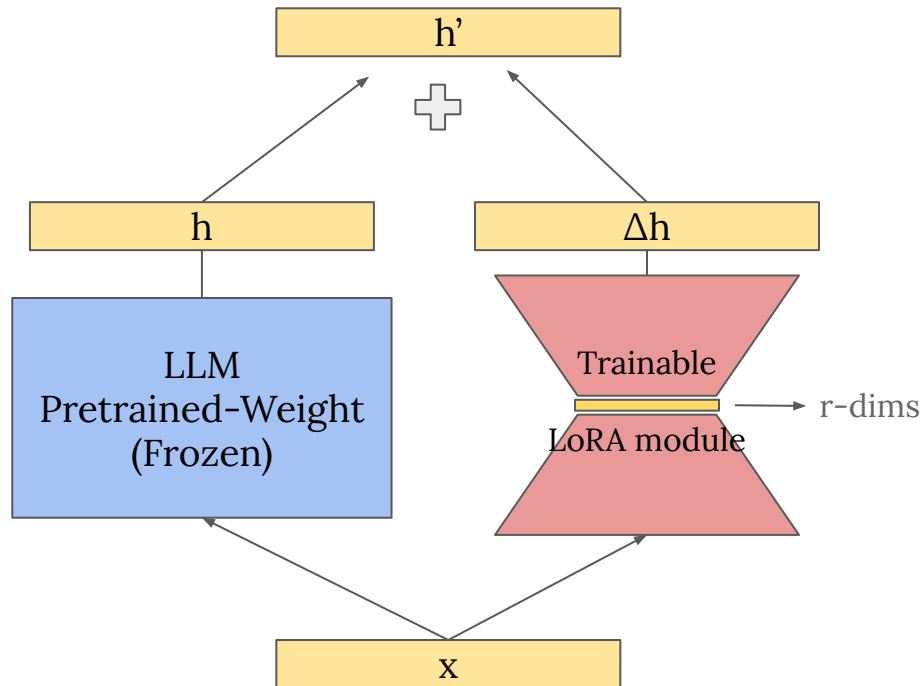 h’
h
Δh
LLM
Pretrained-Weight
(Frozen)
Trainable
r-dims
LoRA module
x